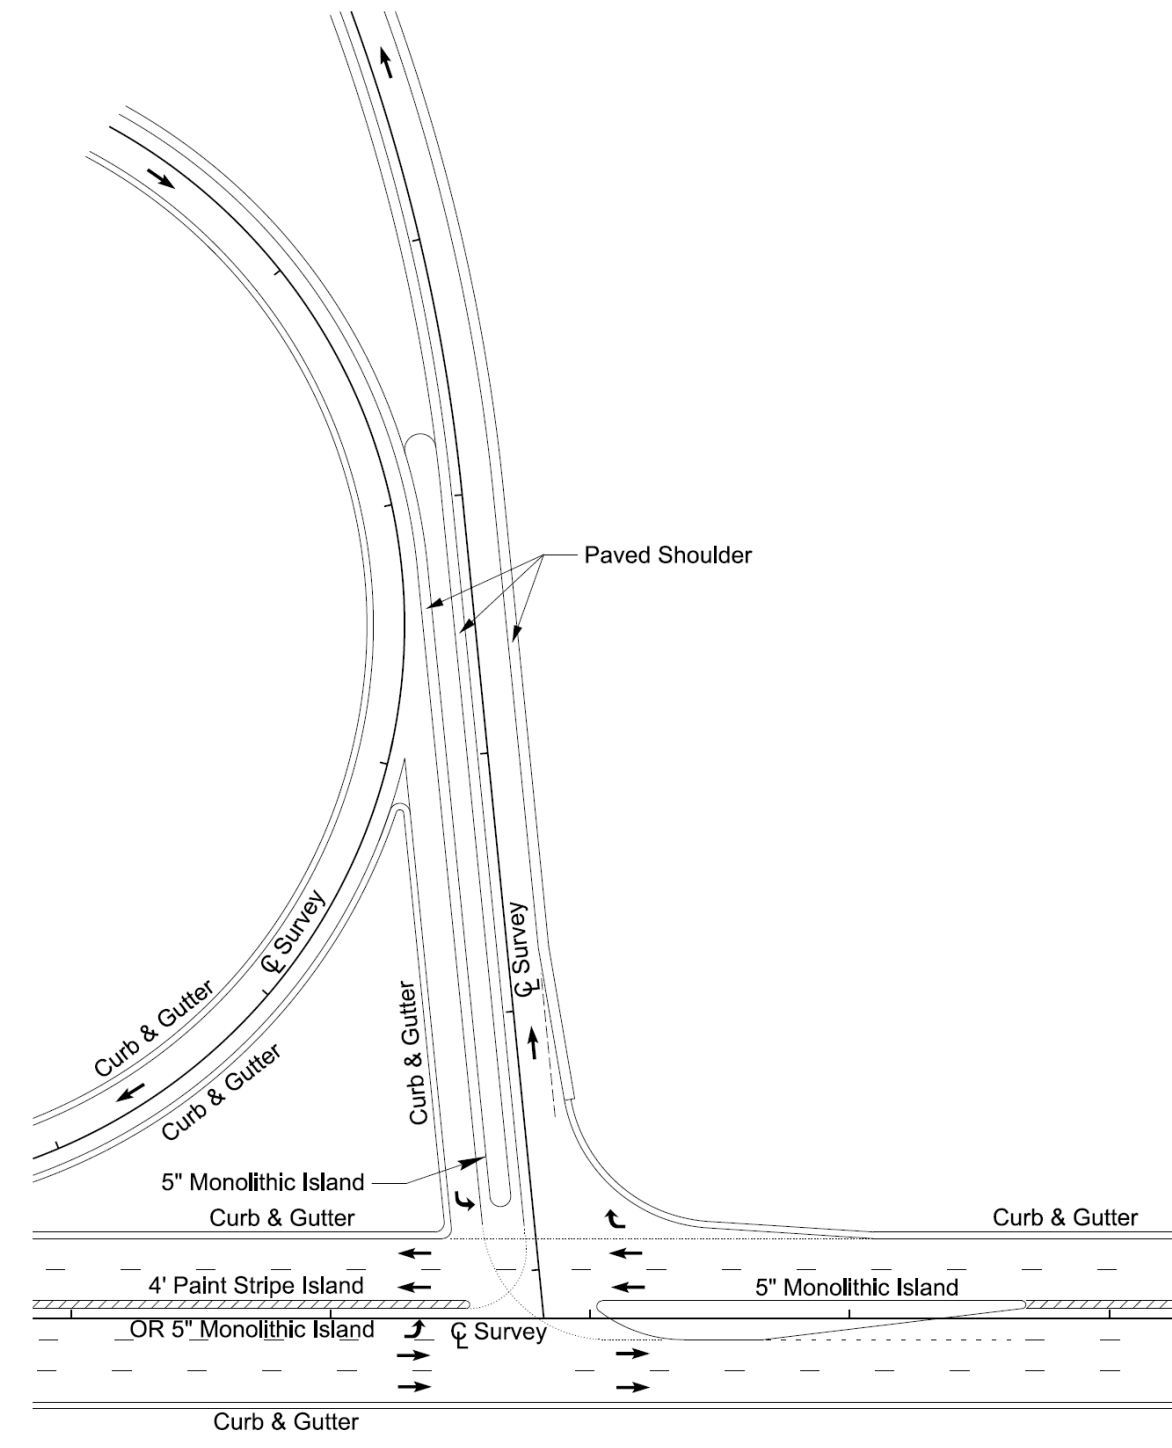 Paved Shoulder
℄ Survey
℄ Survey
Curb & Gutter
Curb & Gutter
Curb & Gutter
5" Monolithic Island
Curb & Gutter
Curb & Gutter
4' Paint Stripe Island
5" Monolithic Island
OR 5" Monolithic Island
℄ Survey
Curb & Gutter